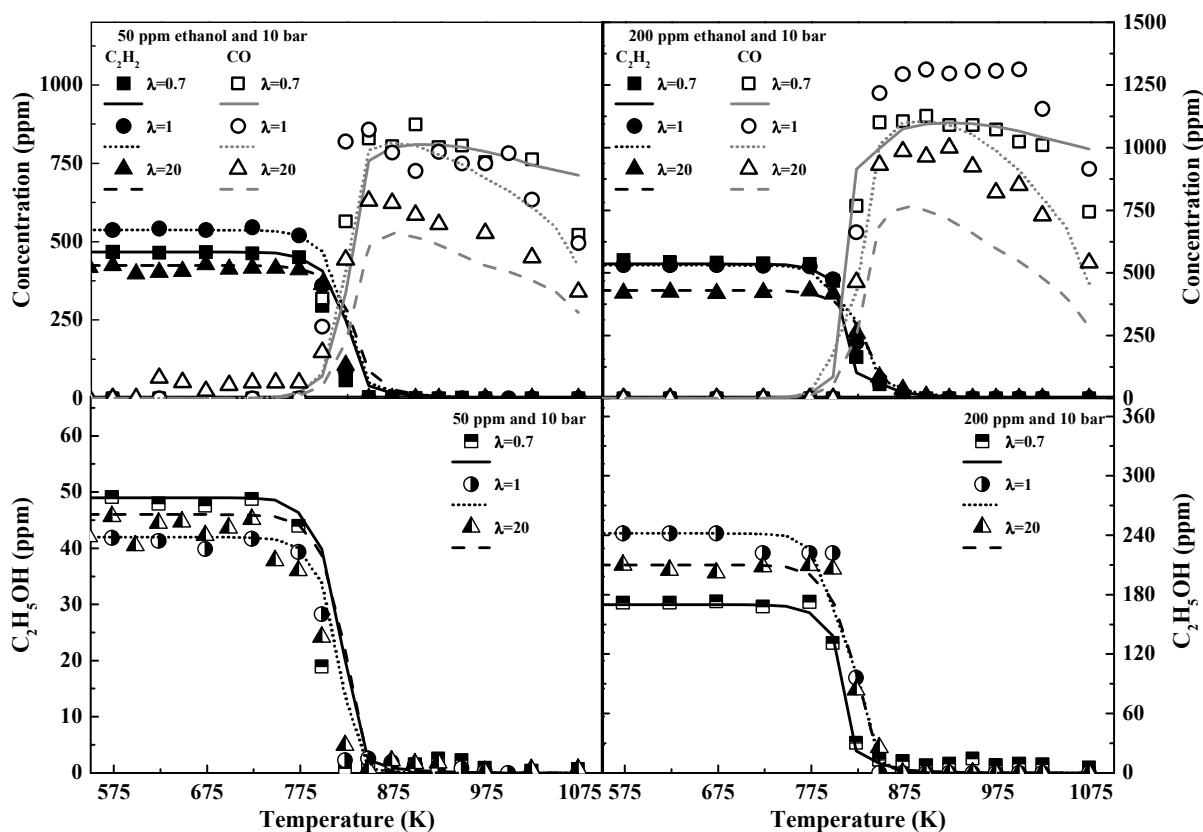 50 ppm ethanol and 10 bar
C₂H₂ CO
λ=0.7 λ=0.7
λ=1 λ=1
λ=20 λ=20
1000
750
500
250
0
Concentration (ppm)
200 ppm ethanol and 10 bar
C₂H₂ CO
λ=0.7 λ=0.7
λ=1 λ=1
λ=20 λ=20
1500
1250
1000
750
500
250
0
Concentration (ppm)
50 ppm and 10 bar
λ=0.7
λ=1
λ=20
60
50
40
30
20
10
0
C₂H₅OH (ppm)
575 675 775 875 975 1075
Temperature (K)
200 ppm and 10 bar
λ=0.7
λ=1
λ=20
360
300
240
180
120
60
0
C₂H₅OH (ppm)
575 675 775 875 975 1075
Temperature (K)